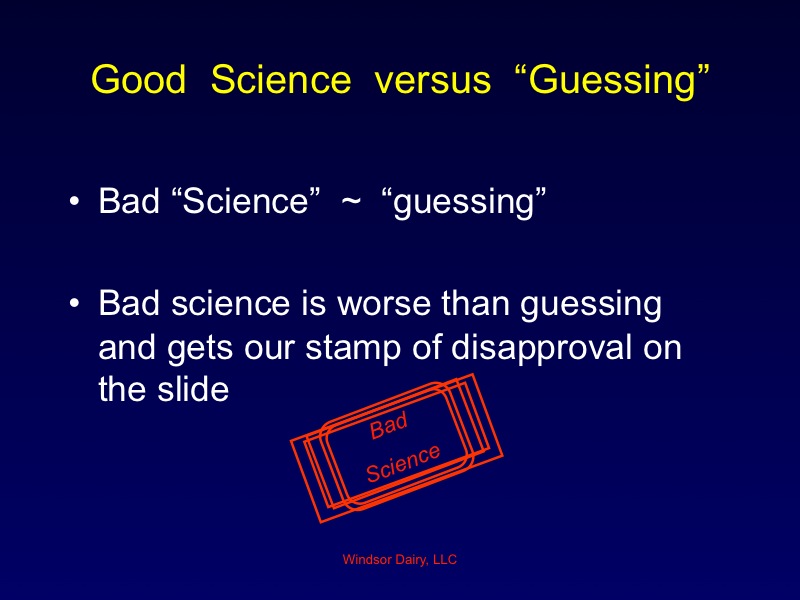 Good Science versus “Guessing”
• Bad “Science” ~ “guessing”
• Bad science is worse than guessing
and gets our stamp of disapproval on
the slide
Bad
Science
Windsor Dairy, LLC